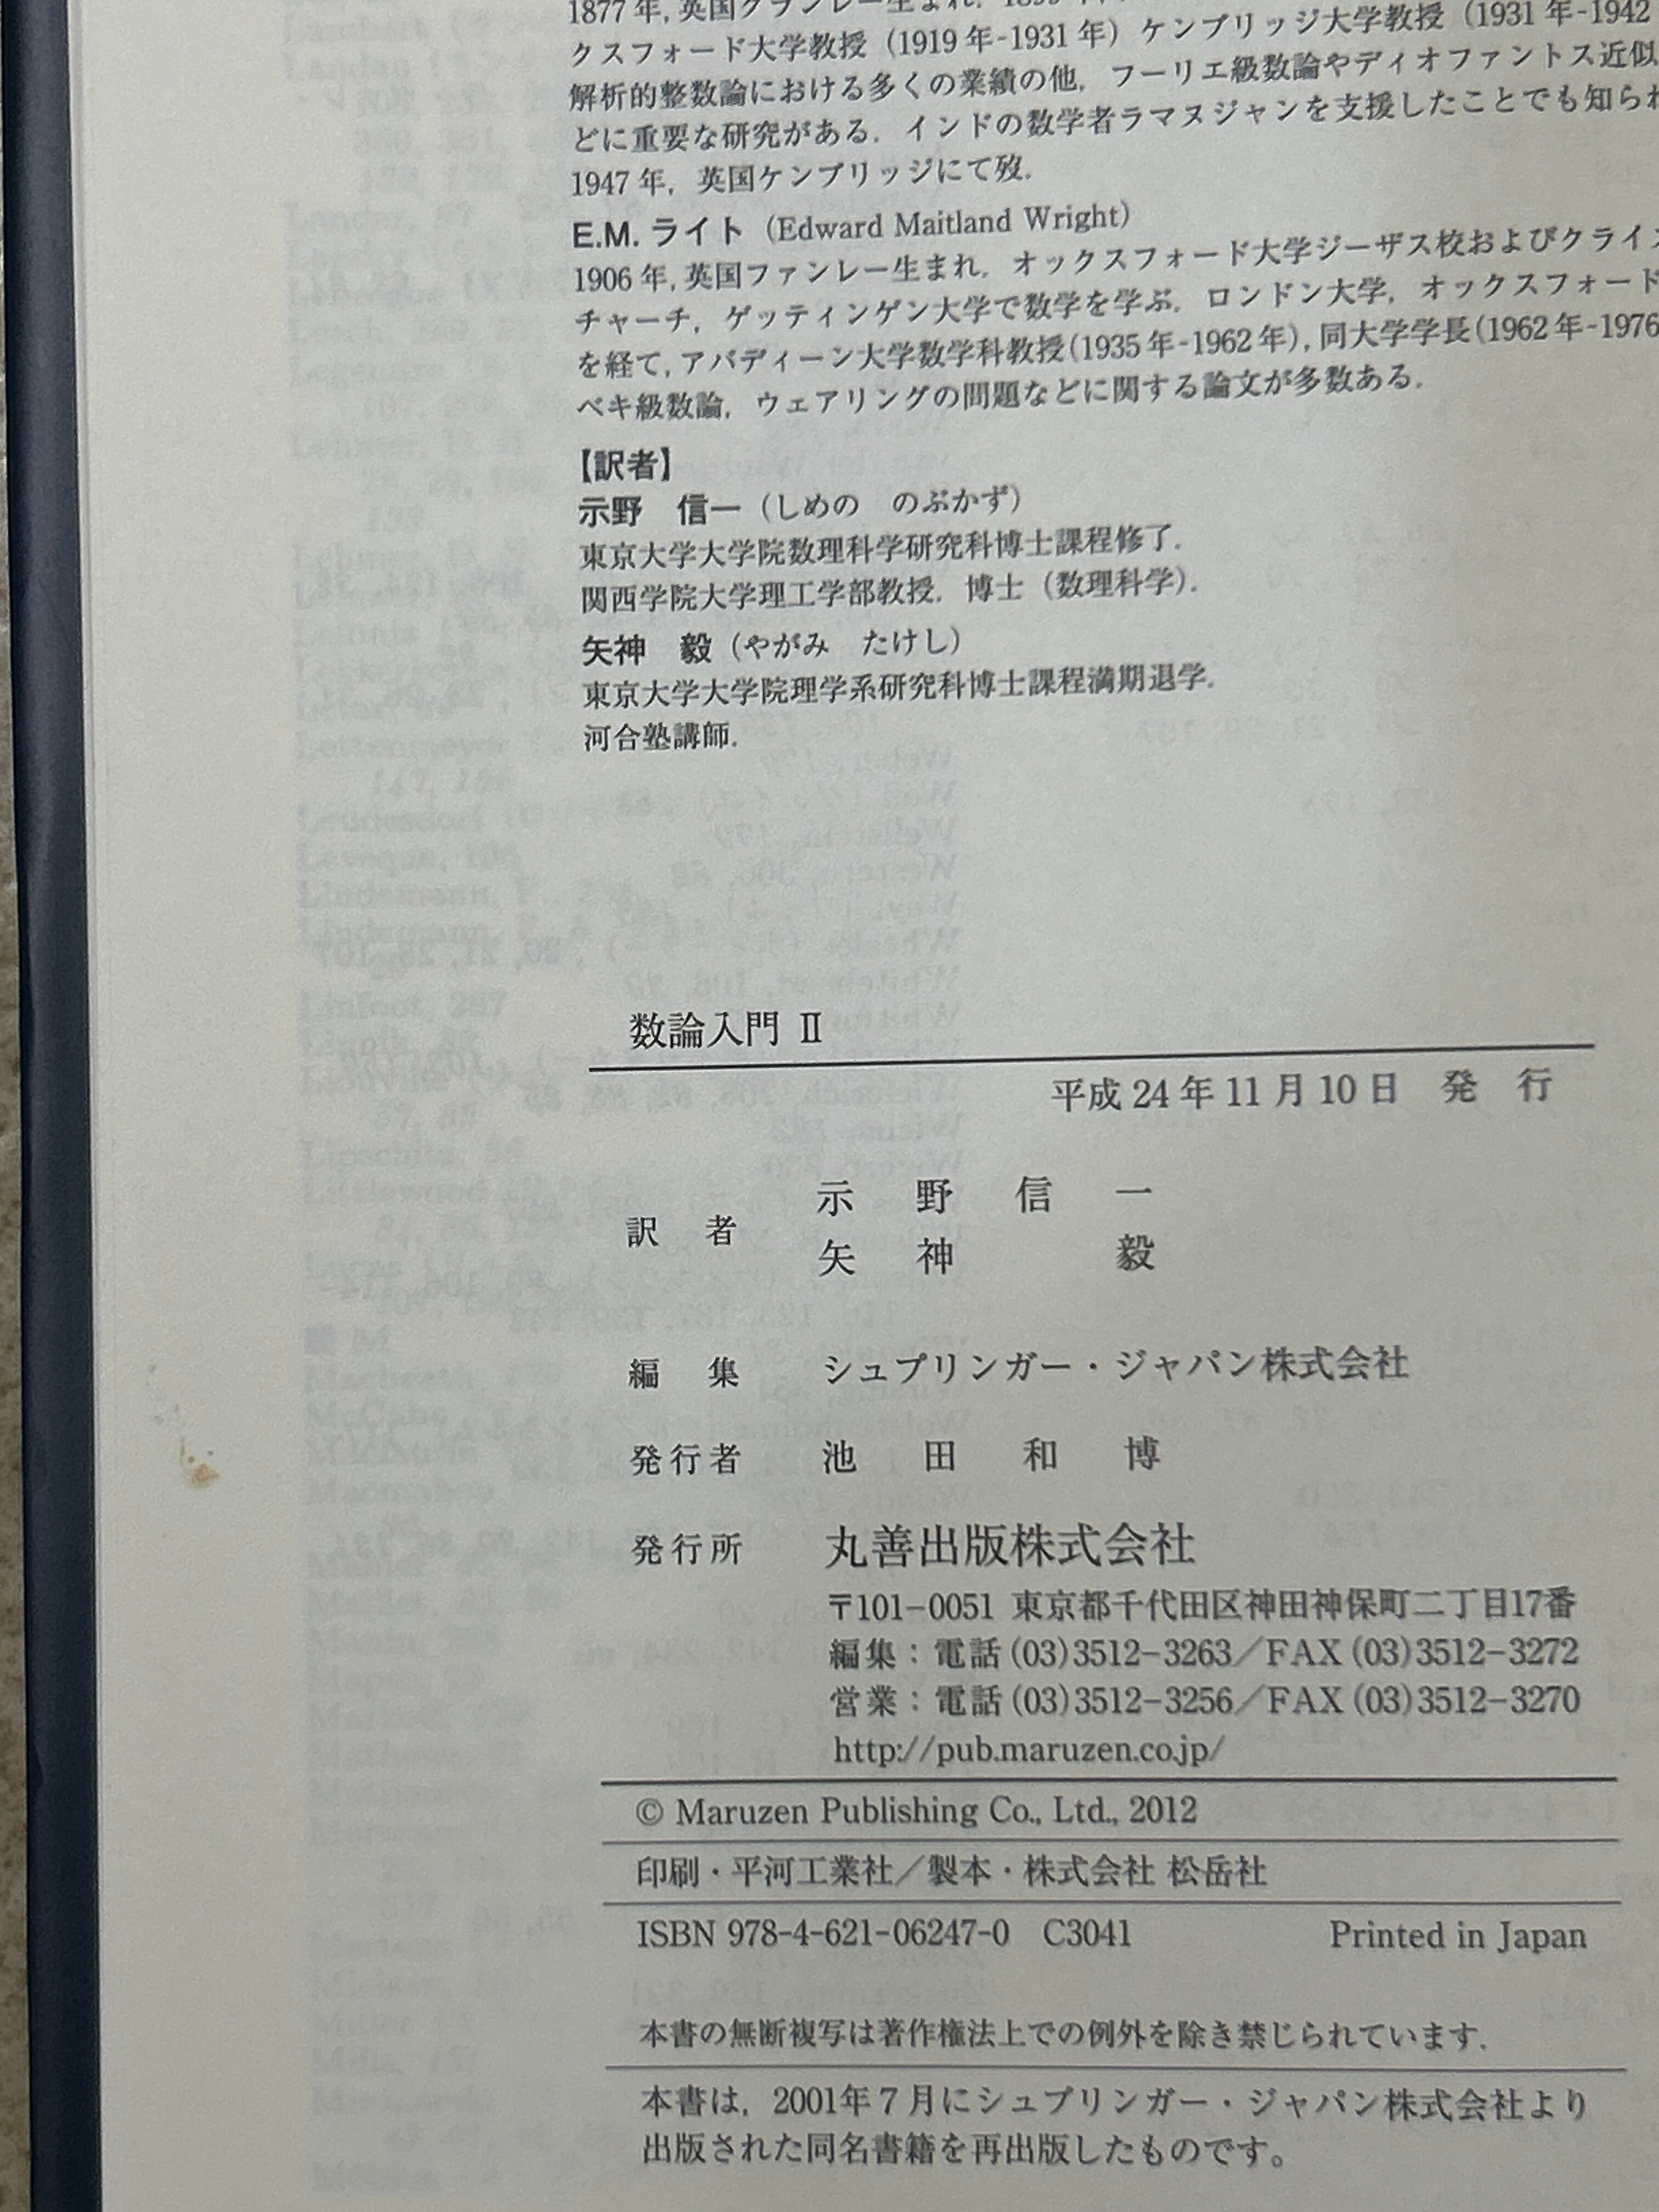 1877年, 英国クランレー生まれ. 1899
クスフォード大学教授（1919年-1931年）ケンブリッジ大学教授（1931年-1942
解析的整数論における多くの業績の他，フーリエ級数論やディオファントス近似
どに重要な研究がある．インドの数学者ラマヌジャンを支援したことでも知られ
1947年，英国ケンブリッジにて歿．
E.M. ライト（Edward Maitland Wright）
1906年, 英国ファンレー生まれ．オックスフォード大学ジーザス校およびクライス
チャーチ，ゲッティンゲン大学で数学を学ぶ．ロンドン大学，オックスフォード
を経て, アバディーン大学数学科教授(1935年-1962年), 同大学学長(1962年-1976
ベキ級数論，ウェアリングの問題などに関する論文が多数ある．
【訳者】
示野　信一（しめの　のぶかず）
東京大学大学院数理科学研究科博士課程修了．
関西学院大学理工学部教授．博士（数理科学）．
矢神　毅（やがみ　たけし）
東京大学大学院理学系研究科博士課程満期退学．
河合塾講師．
数論入門 II
平成24年11月10日　発　行
訳　者　示　野　信　一
矢　神　　　毅
編　集　シュプリンガー・ジャパン株式会社
発行者　池　田　和　博
発行所　丸善出版株式会社
〒101-0051 東京都千代田区神田神保町二丁目17番
編集：電話(03)3512-3263／FAX(03)3512-3272
営業：電話(03)3512-3256／FAX(03)3512-3270
http://pub.maruzen.co.jp/
© Maruzen Publishing Co., Ltd., 2012
印刷・平河工業社／製本・株式会社 松岳社
ISBN 978-4-621-06247-0　C3041　Printed in Japan
本書の無断複写は著作権法上での例外を除き禁じられています．
本書は，2001年7月にシュプリンガー・ジャパン株式会社より
出版された同名書籍を再出版したものです。